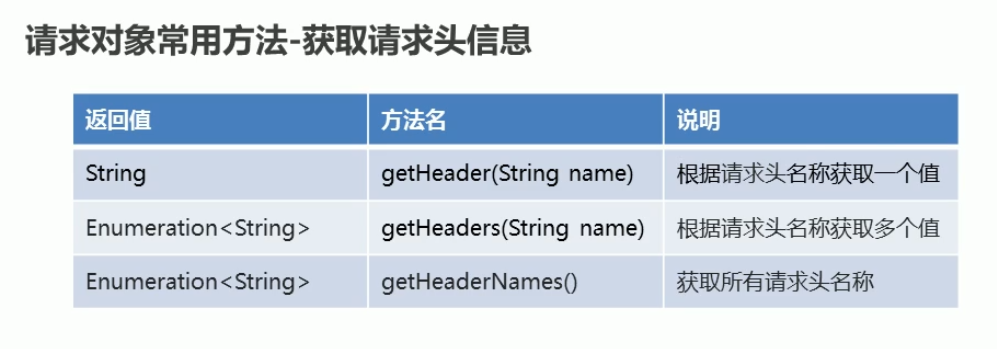 请求对象常用方法-获取请求头信息
返回值 方法名 说明
String getHeader(String name) 根据请求头名称获取一个值
Enumeration<String> getHeaders(String name) 根据请求头名称获取多个值
Enumeration<String> getHeaderNames() 获取所有请求头名称